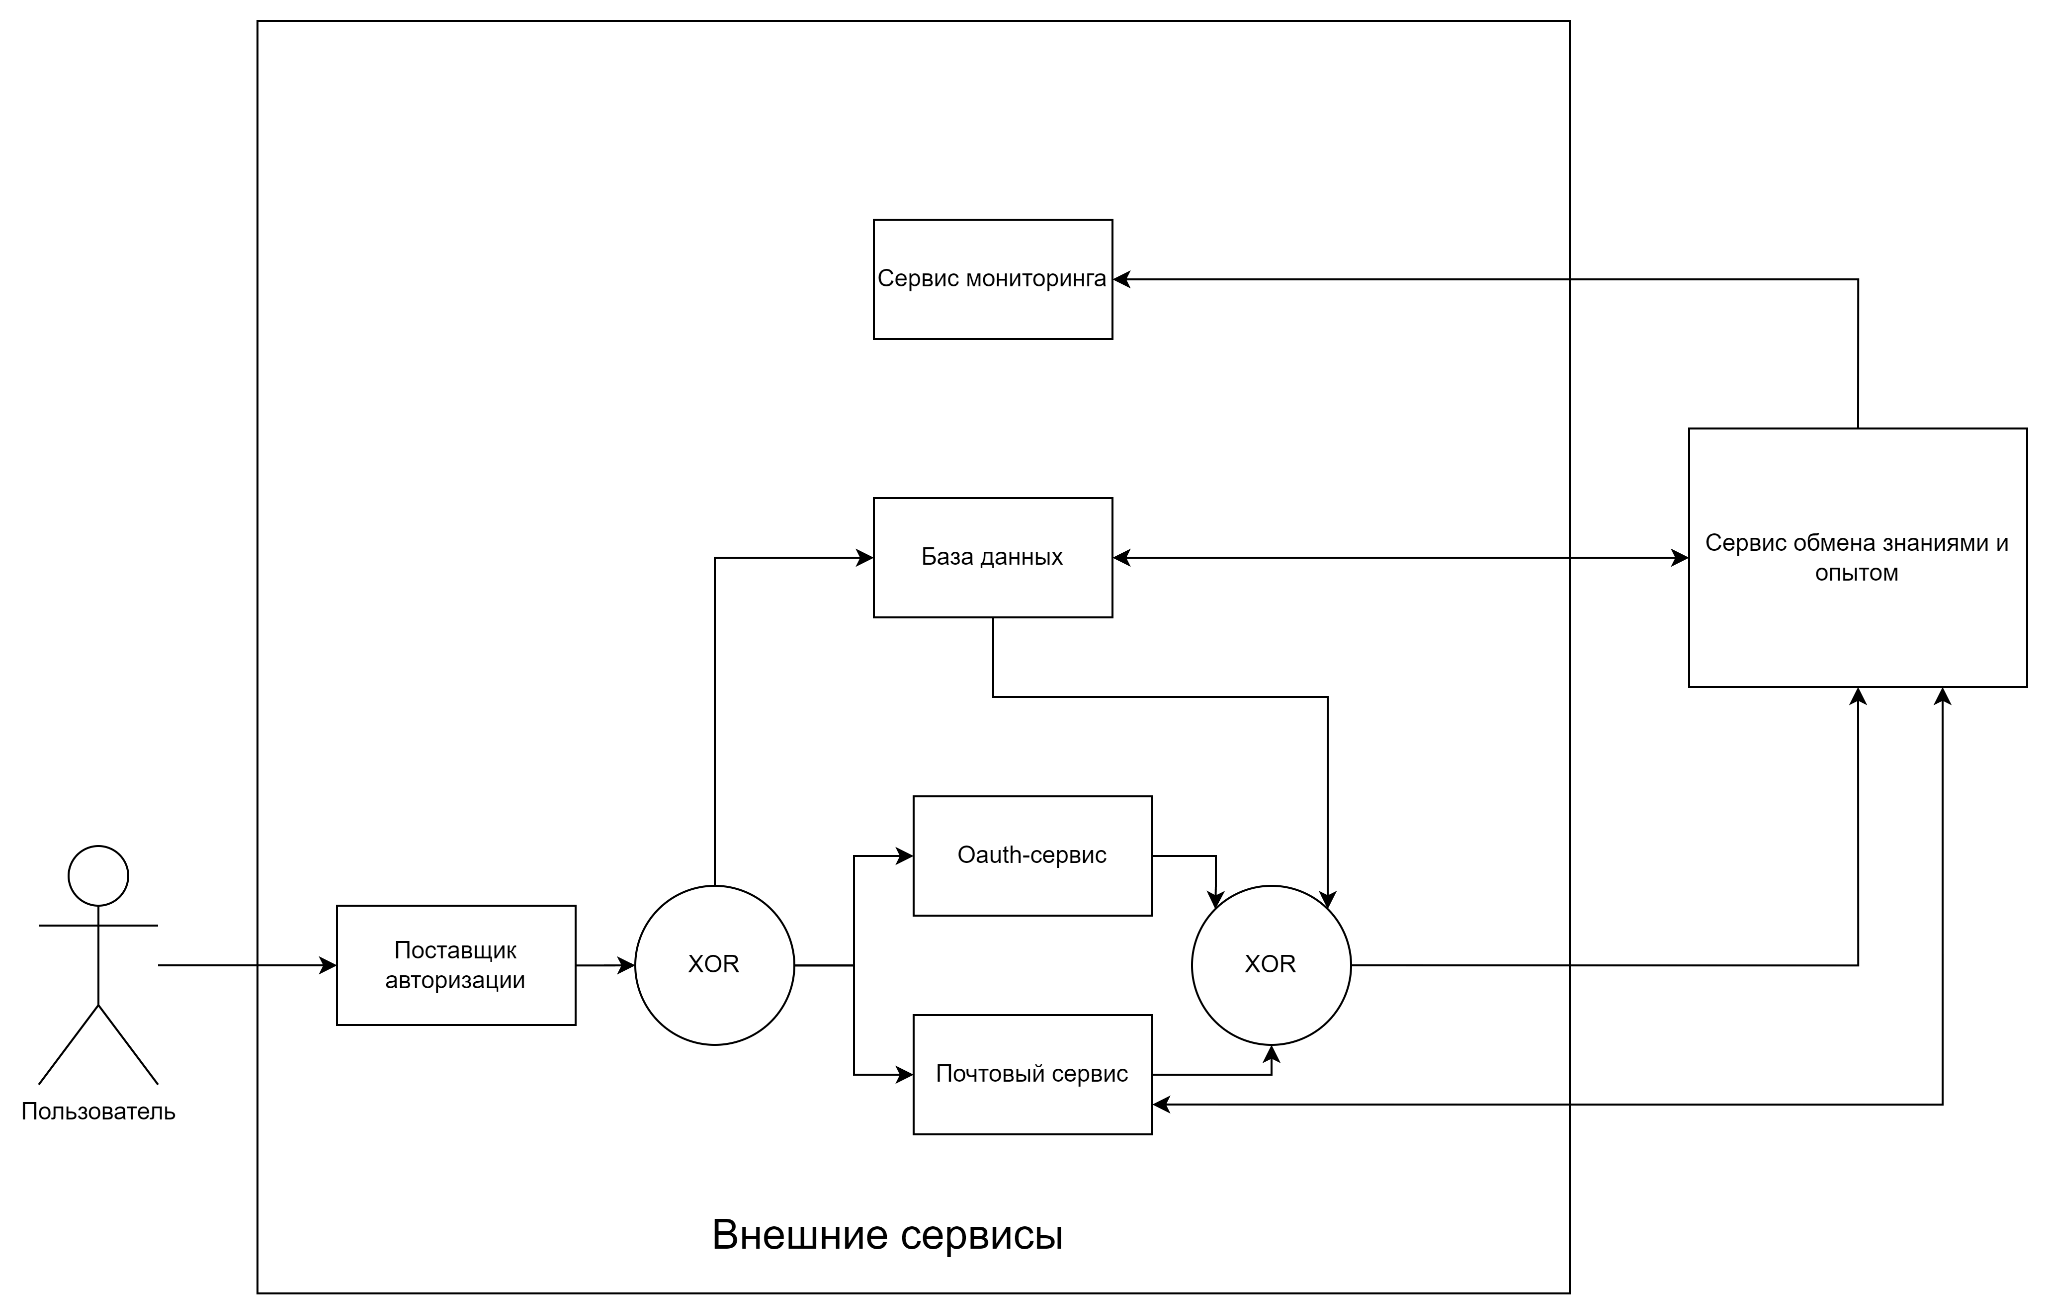 Сервис мониторинга
База данных
Сервис обмена знаниями и
опытом
Oauth-сервис
Поставщик
авторизации
XOR
XOR
Почтовый сервис
Пользователь
Внешние сервисы